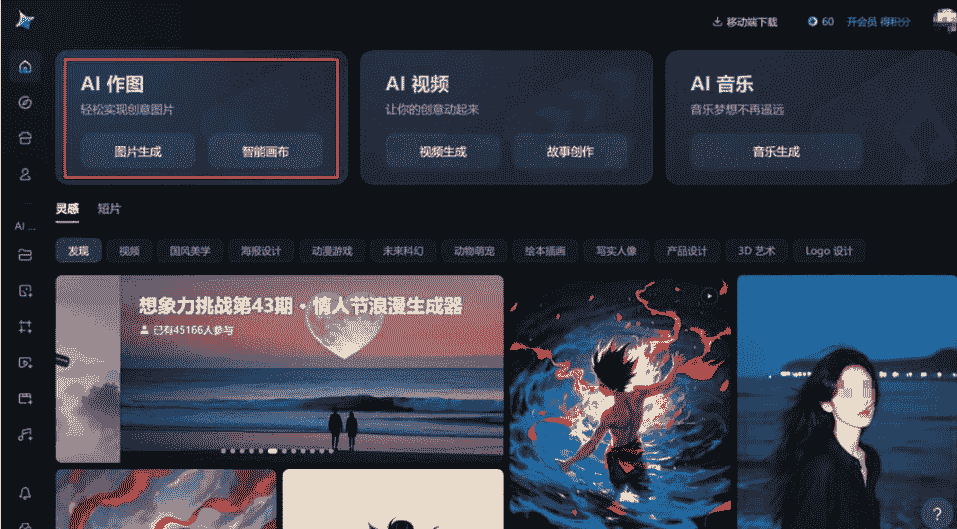 移动端下载
60
开会员 得积分
AI 作图
轻松实现创意图片
图片生成
智能画布
AI 视频
让你的创意动起来
视频生成
故事创作
AI 音乐
音乐梦想不再遥远
音乐生成
灵感
短片
AI ...
发现
视频
国风美学
海报设计
动漫游戏
未来科幻
动物萌宠
绘本插画
写实人像
产品设计
3D 艺术
Logo 设计
想象力挑战第43期·情人节浪漫生成器
已有45166人参与
?